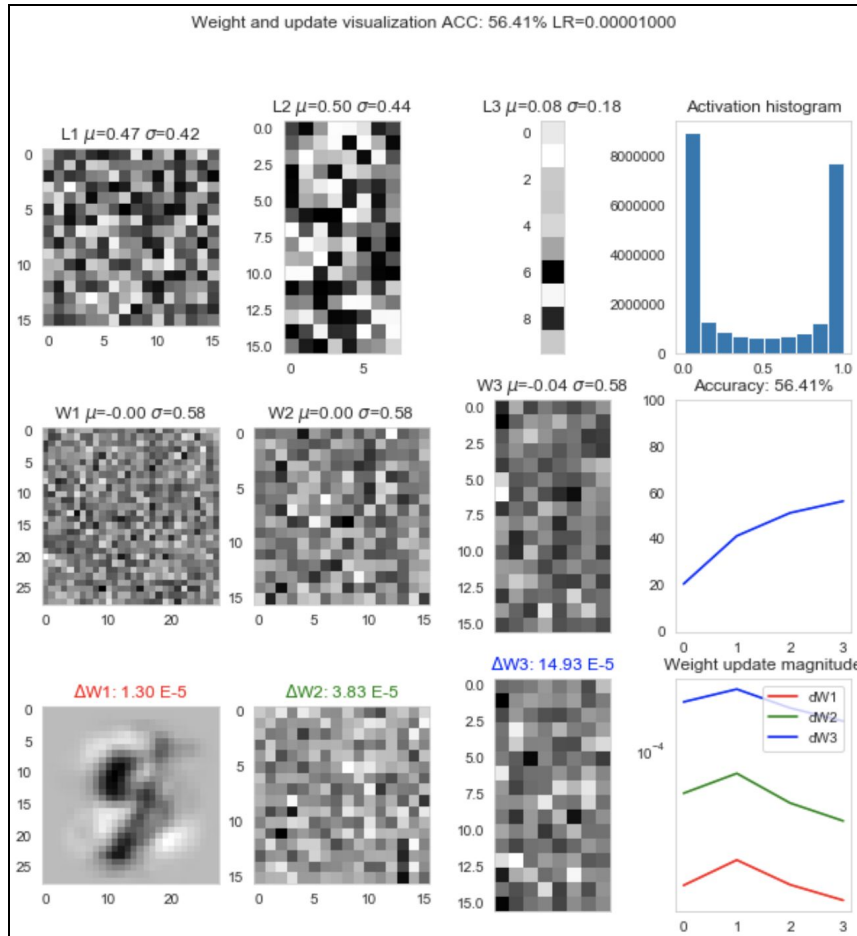 Weight and update visualization ACC: 56.41% LR=0.00001000
L1 μ=0.47 σ=0.42
0
5
10
15
0 5 10 15
L2 μ=0.50 σ=0.44
0.0
2.5
5.0
7.5
10.0
12.5
15.0
0 5
L3 μ=0.08 σ=0.18
0
2
4
6
8
Activation histogram
8000000
6000000
4000000
2000000
0
0.0 0.5 1.0
W1 μ=-0.00 σ=0.58
0
5
10
15
20
25
0 10 20
W2 μ=0.00 σ=0.58
0
5
10
15
0 5 10 15
W3 μ=-0.04 σ=0.58
0.0
2.5
5.0
7.5
10.0
12.5
15.0
Accuracy: 56.41%
100
80
60
40
20
0
0 1 2 3
ΔW1: 1.30 E-5
0
5
10
15
20
25
0 10 20
ΔW2: 3.83 E-5
0
5
10
15
0 5 10 15
ΔW3: 14.93 E-5
0.0
2.5
5.0
7.5
10.0
12.5
15.0
Weight update magnitude
dW1
dW2
dW3
10⁻⁴
0 1 2 3